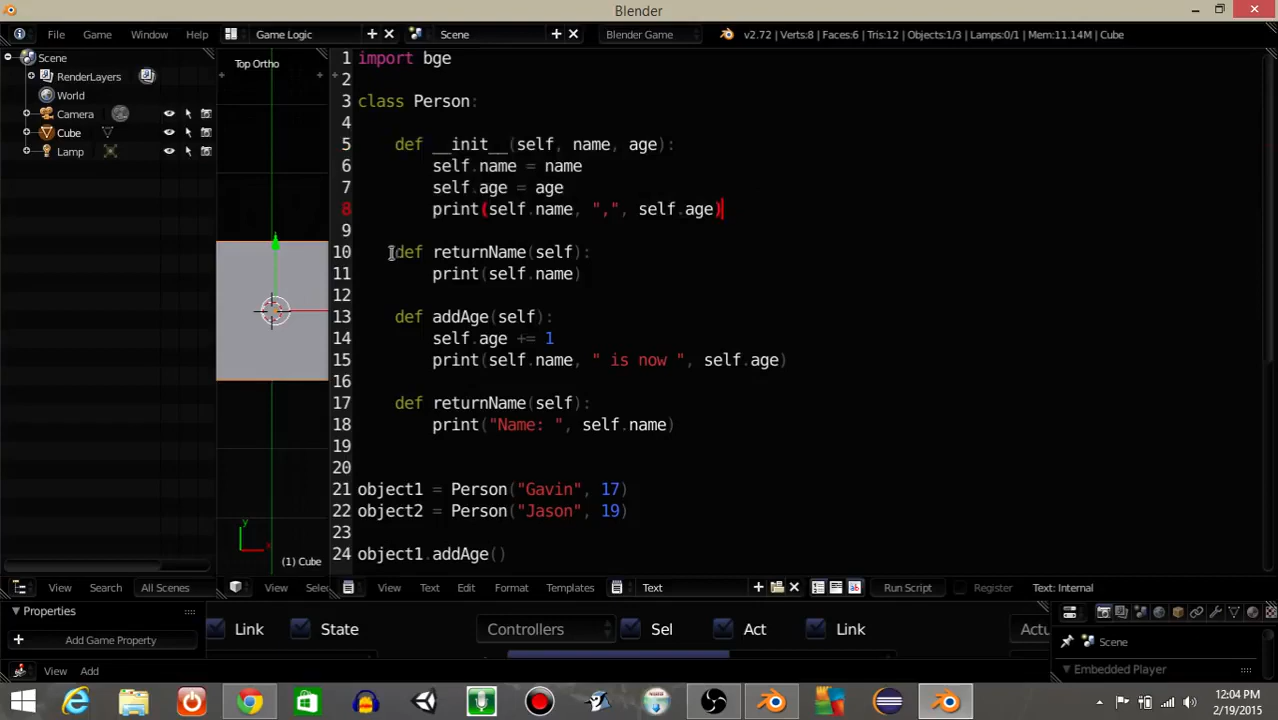 Blender
File Game Window Help Game Logic Scene Blender Game v2.72 | Verts:8 | Faces:6 | Tris:12 | Objects:1/3 | Lamps:0/1 | Mem:11.14M | Cube
Scene
RenderLayers
World
Camera
Cube
Lamp
View Search All Scenes
Top Ortho
y
x
(1) Cube
View Selec
1 import bge
2
3 class Person:
4
5 def __init__(self, name, age):
6 self.name = name
7 self.age = age
8 print(self.name, ",", self.age)
9
10 def returnName(self):
11 print(self.name)
12
13 def addAge(self):
14 self.age += 1
15 print(self.name, " is now ", self.age)
16
17 def returnName(self):
18 print("Name: ", self.name)
19
20
21 object1 = Person("Gavin", 17)
22 object2 = Person("Jason", 19)
23
24 object1.addAge()
View Text Edit Format Templates Text Run Script Register Text: Internal
Properties
Add Game Property
Link State Controllers Sel Act Link Actu
View Add
Scene
Embedded Player
12:04 PM
2/19/2015